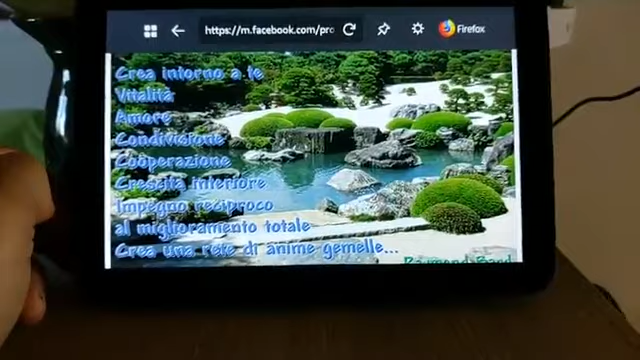 https://m.facebook.com/pro
Firefox
Crea intorno a te
Vitalità
Amore
Condivisione
Cooperazione
Crescita interiore
Impegno reciproco
al miglioramento totale
Crea una rete di anime gemelle...